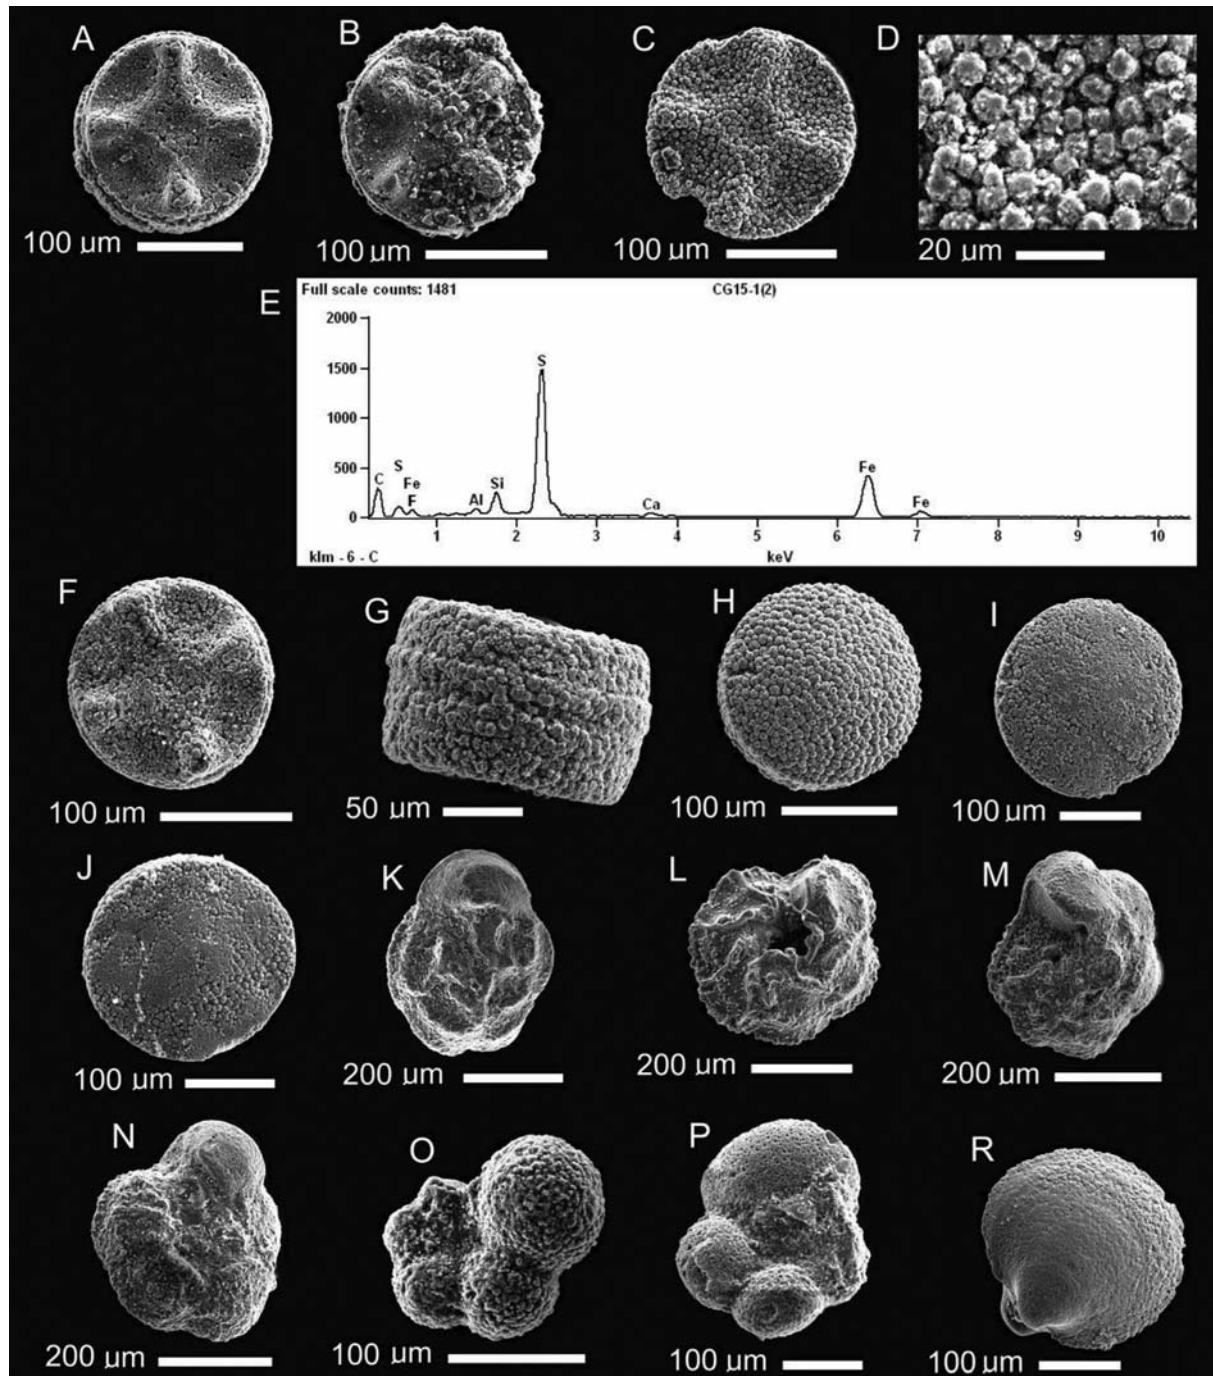 A
B
C
D
100 µm
100 µm
100 µm
20 µm
E
Full scale counts: 1481
CG15-1(2)
2000
1500
1000
500
0
S
C
S
Fe
F
Al
Si
Ca
Fe
Fe
1 2 3 4 5 6 7 8 9 10
klm - 6 - C
keV
F
G
H
I
100 µm
50 µm
100 µm
100 µm
J
K
L
M
100 µm
200 µm
200 µm
200 µm
N
O
P
R
200 µm
100 µm
100 µm
100 µm